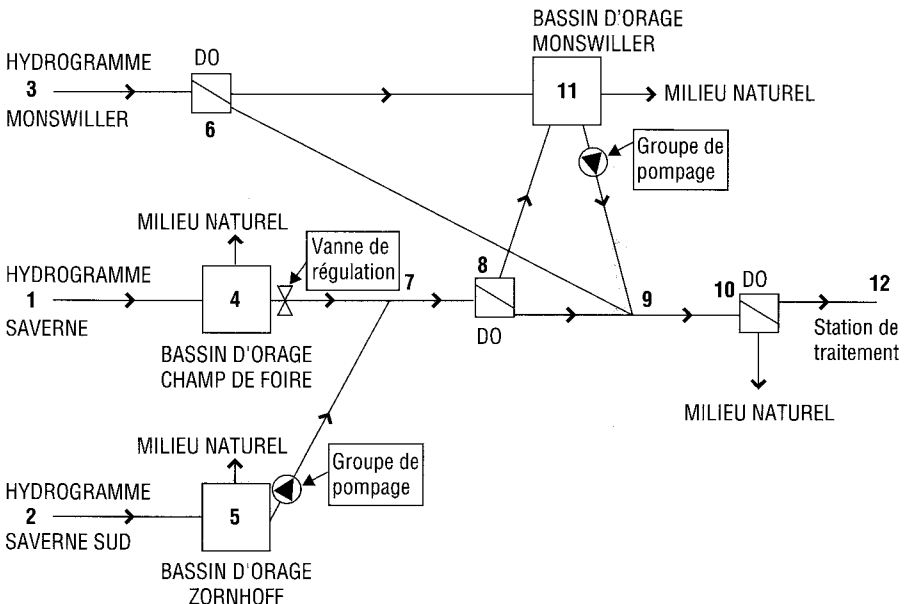 BASSIN D'ORAGE
MONSWILLER
HYDROGRAMME
3
MONSWILLER
DO
6
11
MILIEU NATUREL
Groupe de
pompage
MILIEU NATUREL
Vanne de
régulation
HYDROGRAMME
1
SAVERNE
4
7
8
DO
9
10 DO
12
Station de
traitement
BASSIN D'ORAGE
CHAMP DE FOIRE
MILIEU NATUREL
MILIEU NATUREL
Groupe de
pompage
HYDROGRAMME
2
SAVERNE SUD
5
BASSIN D'ORAGE
ZORNHOFF